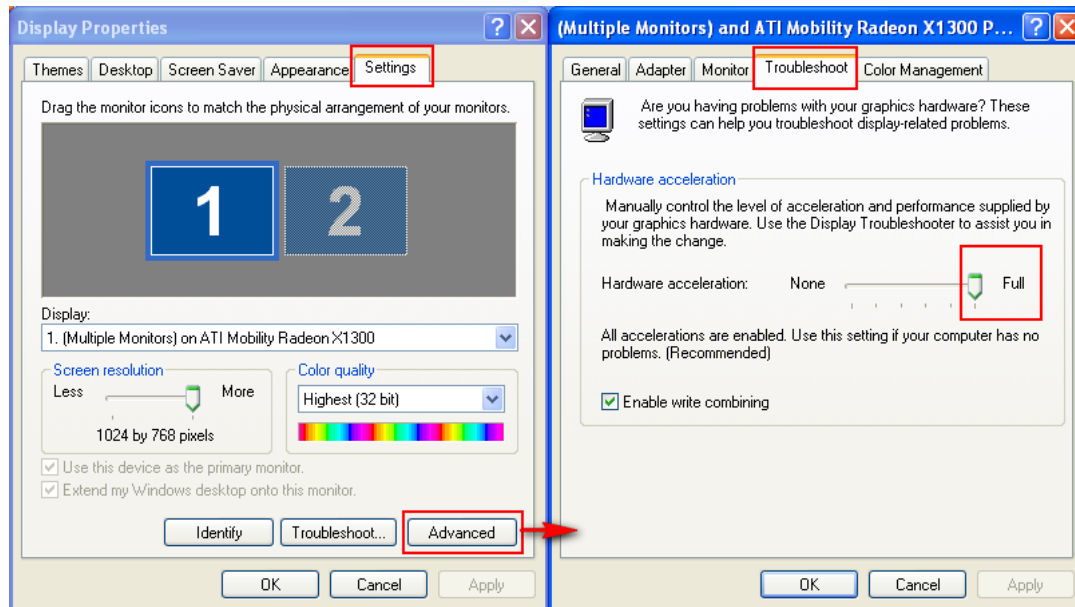 Display Properties
Themes Desktop Screen Saver Appearance Settings
Drag the monitor icons to match the physical arrangement of your monitors.
1 2
Display:
1. (Multiple Monitors) on ATI Mobility Radeon X1300
Screen resolution
Less More
1024 by 768 pixels
Color quality
Highest (32 bit)
Use this device as the primary monitor.
Extend my Windows desktop onto this monitor.
Identify Troubleshoot... Advanced
OK Cancel Apply
(Multiple Monitors) and ATI Mobility Radeon X1300 P...
General Adapter Monitor Troubleshoot Color Management
Are you having problems with your graphics hardware? These
settings can help you troubleshoot display-related problems.
Hardware acceleration
Manually control the level of acceleration and performance supplied by
your graphics hardware. Use the Display Troubleshooter to assist you in
making the change.
Hardware acceleration: None Full
All accelerations are enabled. Use this setting if your computer has no
problems. (Recommended)
Enable write combining
OK Cancel Apply